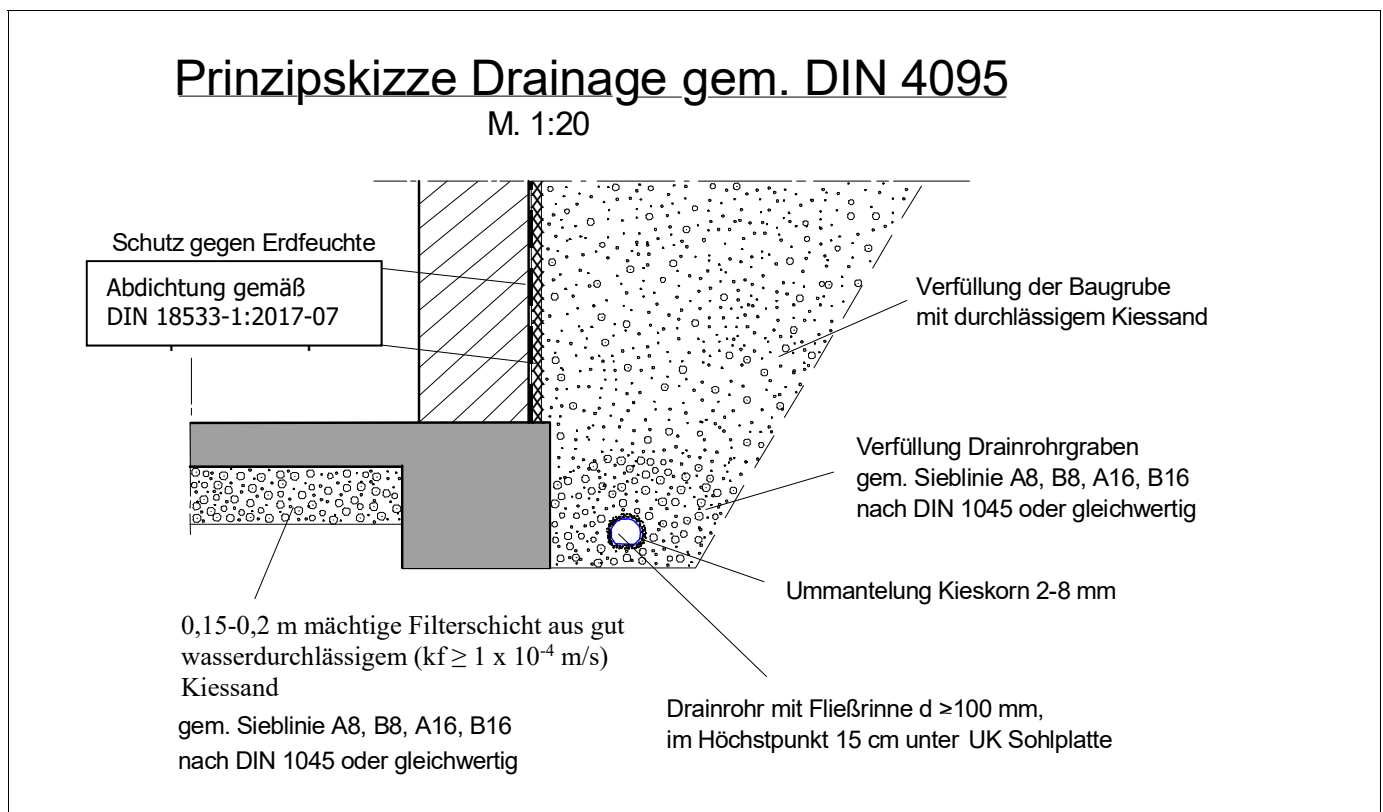 Prinzipskizze Drainage gem. DIN 4095
M. 1:20
Schutz gegen Erdfeuchte
Abdichtung gemäß
DIN 18533-1:2017-07
Verfüllung der Baugrube
mit durchlässigem Kiessand
Verfüllung Drainrohrgraben
gem. Sieblinie A8, B8, A16, B16
nach DIN 1045 oder gleichwertig
Ummantelung Kieskorn 2-8 mm
0,15-0,2 m mächtige Filterschicht aus gut
wasserdurchlässigem (kf ≥ 1 x 10⁻⁴ m/s)
Kiessand
gem. Sieblinie A8, B8, A16, B16
nach DIN 1045 oder gleichwertig
Drainrohr mit Fließrinne d ≥100 mm,
im Höchstpunkt 15 cm unter UK Sohlplatte